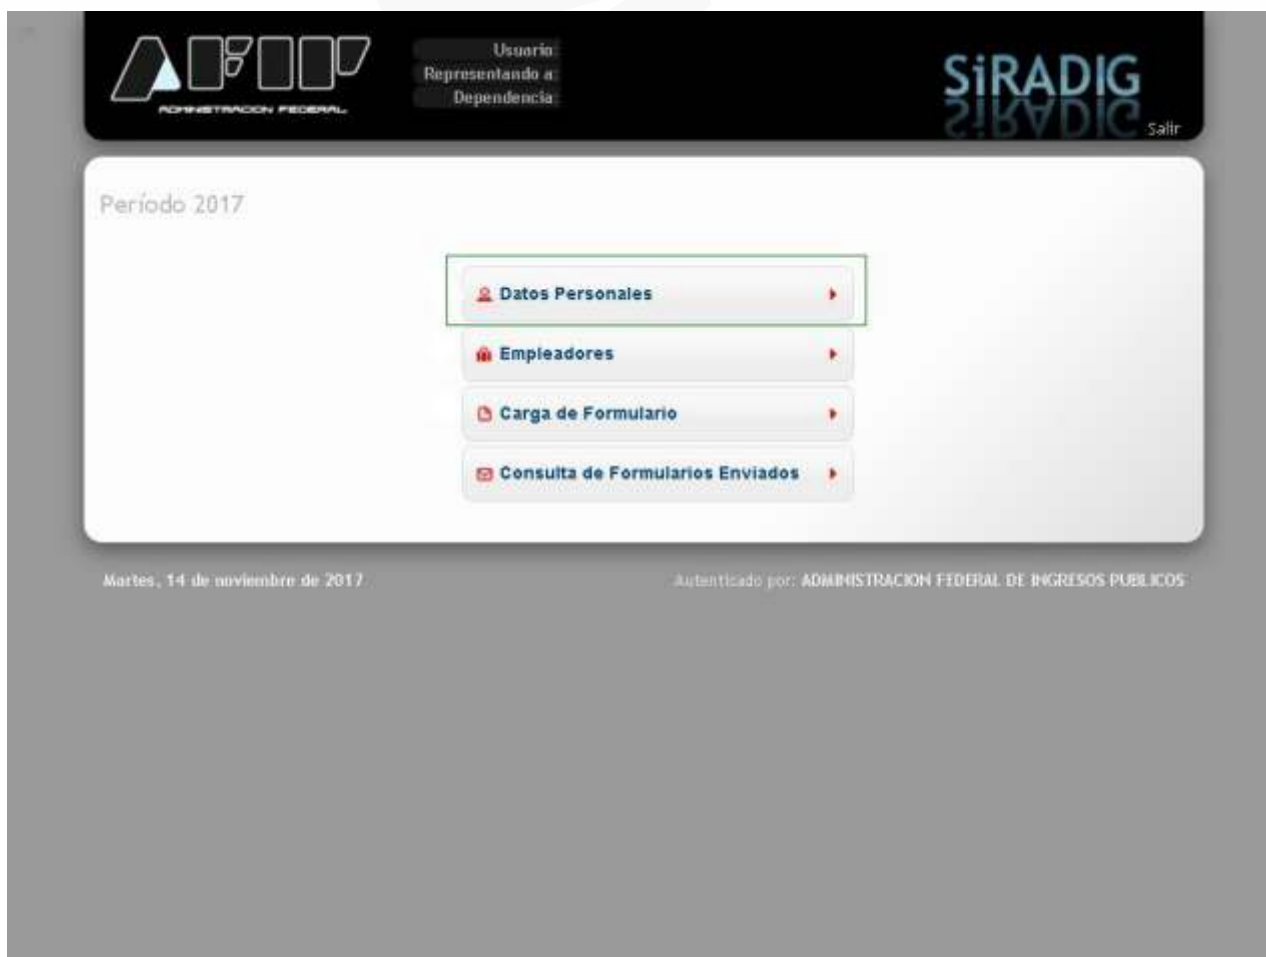 AFIP
ADMINISTRACION FEDERAL
Usuario:
Representando a:
Dependencia:
SiRADIG
Salir
Período 2017
Datos Personales
Empleadores
Carga de Formulario
Consulta de Formularios Enviados
Martes, 14 de noviembre de 2017
Autenticado por: ADMINISTRACION FEDERAL DE INGRESOS PUBLICOS